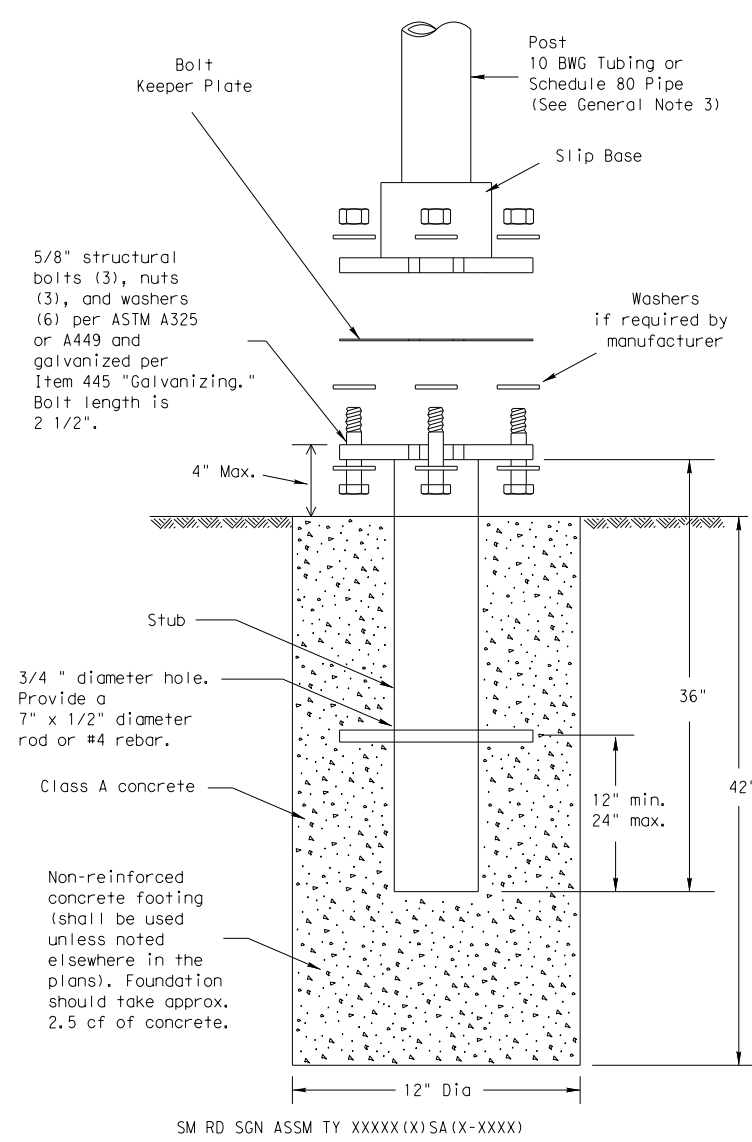 Post
10 BWG Tubing or
Schedule 80 Pipe
(See General Note 3)
Bolt
Keeper Plate
Slip Base
5/8" structural
bolts (3), nuts
(3), and washers
(6) per ASTM A325
or A449 and
galvanized per
Item 445 "Galvanizing."
Bolt length is
2 1/2".
Washers
if required by
manufacturer
4" Max.
Stub
3/4 " diameter hole.
Provide a
7" x 1/2" diameter
rod or #4 rebar.
36"
Class A concrete
12" min.
24" max.
42"
Non-reinforced
concrete footing
(shall be used
unless noted
elsewhere in the
plans). Foundation
should take approx.
2.5 cf of concrete.
12" Dia
SM RD SGN ASSM TY XXXXX(X)SA(X-XXXX)